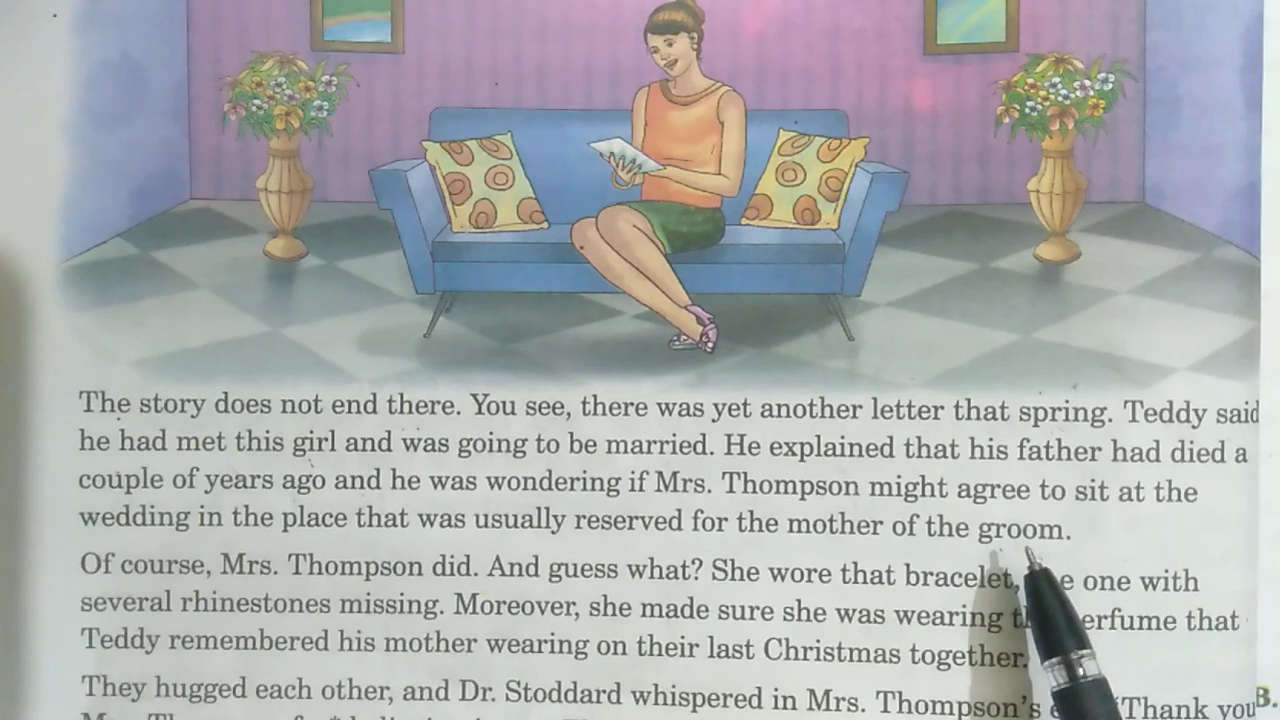 The story does not end there. You see, there was yet another letter that spring. Teddy said
he had met this girl and was going to be married. He explained that his father had died a
couple of years ago and he was wondering if Mrs. Thompson might agree to sit at the
wedding in the place that was usually reserved for the mother of the groom.
Of course, Mrs. Thompson did. And guess what? She wore that bracelet, one with
several rhinestones missing. Moreover, she made sure she was wearing that
Teddy remembered his mother wearing on their last Christmas together.
They hugged each other, and Dr. Stoddard whispered in Mrs. Thompson's "Thank you
B.